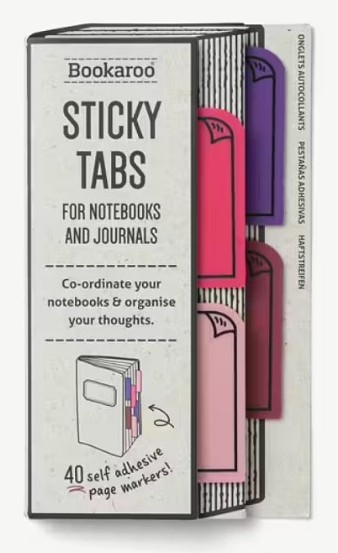 Bookaroo
STICKY
TABS
FOR NOTEBOOKS
AND JOURNALS
Co-ordinate your
notebooks & organise
your thoughts.
40 self adhesive
page markers!
ONGLETS AUTOCOLLANTS PESTAÑAS ADHESIVAS HAFTSTREIFEN